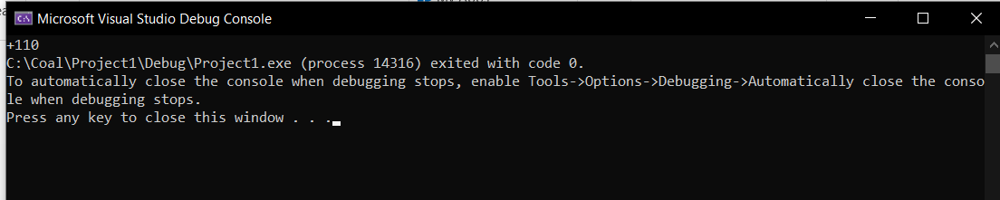 Microsoft Visual Studio Debug Console
+110
C:\Coal\Project1\Debug\Project1.exe (process 14316) exited with code 0.
To automatically close the console when debugging stops, enable Tools->Options->Debugging->Automatically close the conso
le when debugging stops.
Press any key to close this window . . .